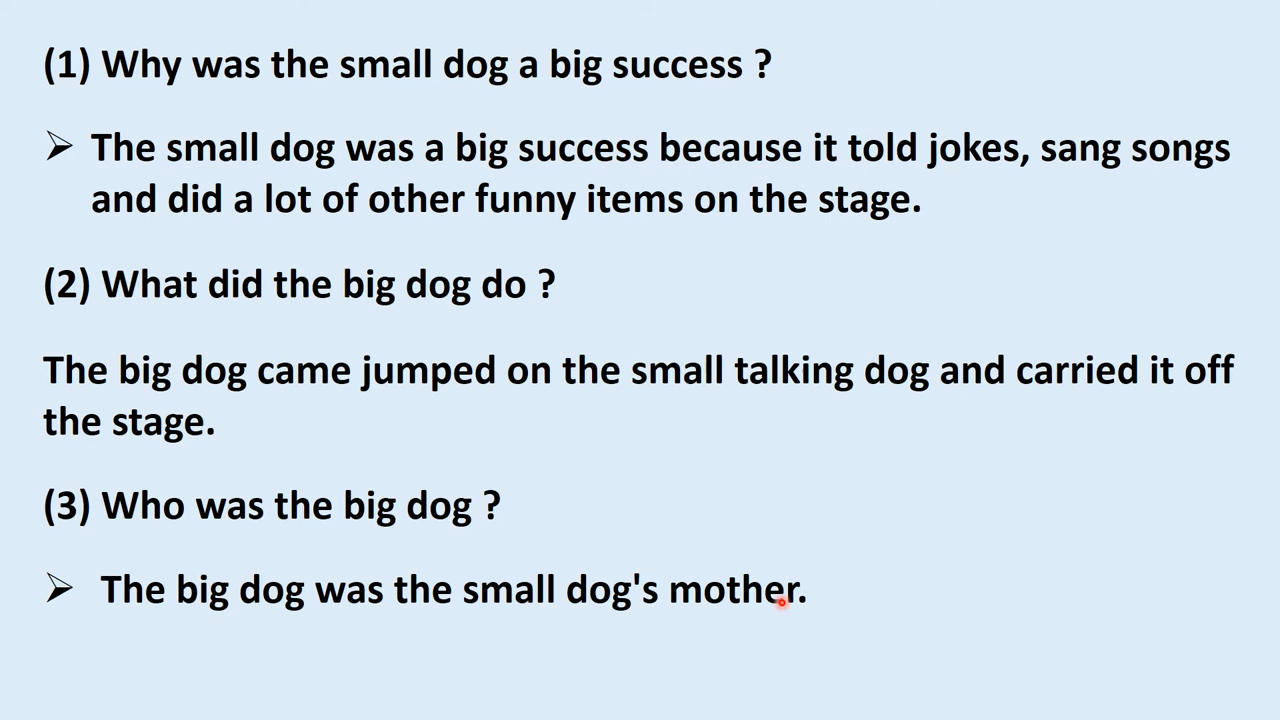 (1) Why was the small dog a big success ?
➢ The small dog was a big success because it told jokes, sang songs
and did a lot of other funny items on the stage.
(2) What did the big dog do ?
The big dog came jumped on the small talking dog and carried it off
the stage.
(3) Who was the big dog ?
➢ The big dog was the small dog's mother.